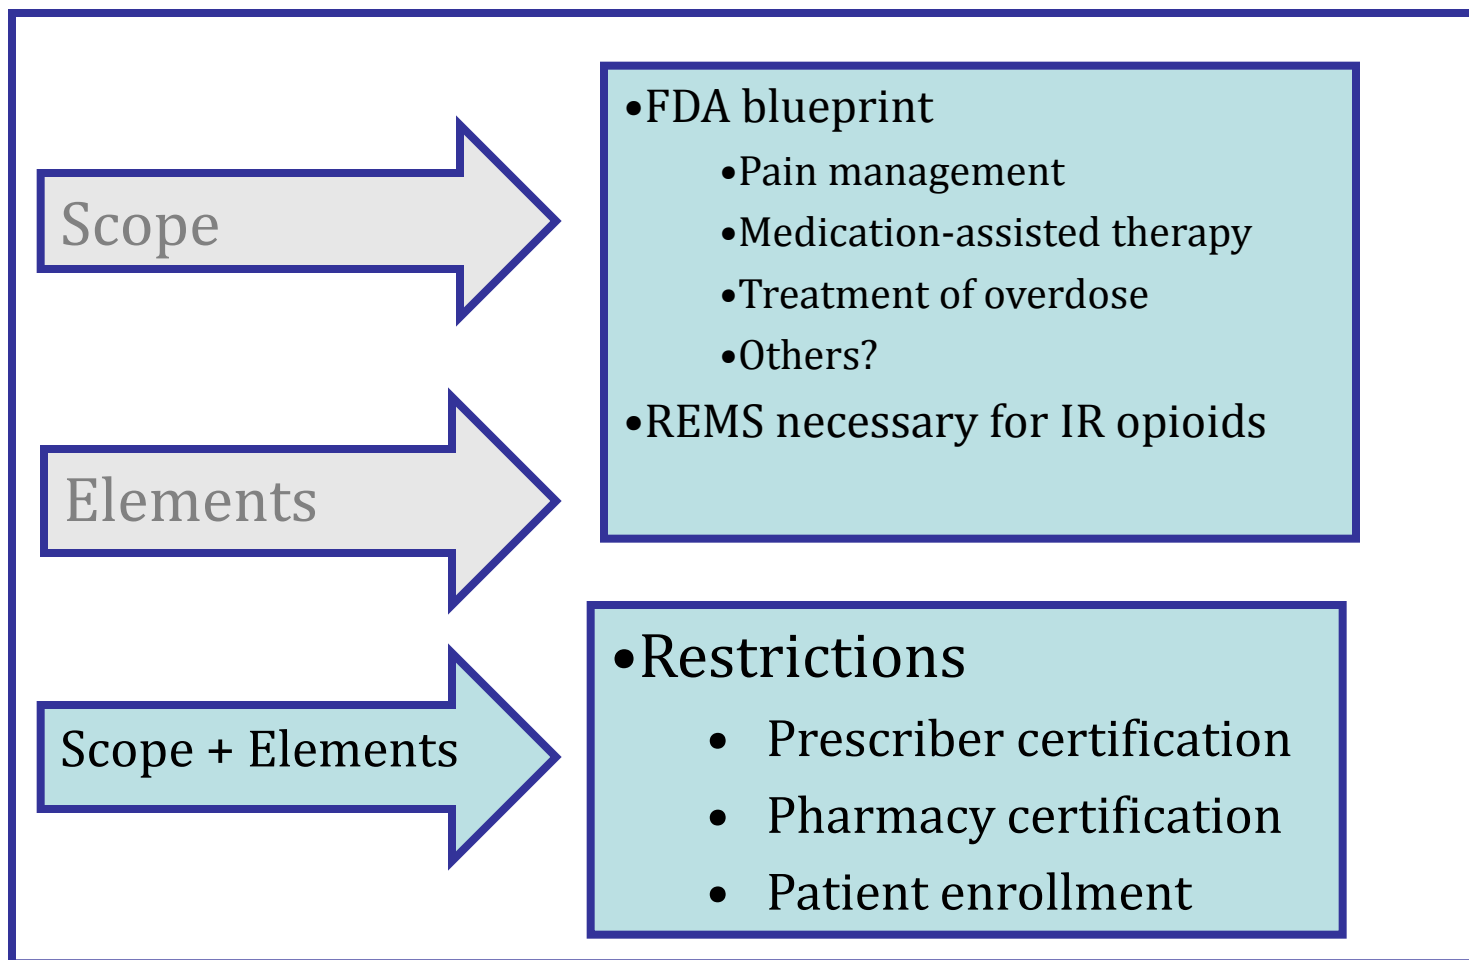 Scope
•FDA blueprint
•Pain management
•Medication-assisted therapy
•Treatment of overdose
•Others?
•REMS necessary for IR opioids
Elements
Scope + Elements
•Restrictions
• Prescriber certification
• Pharmacy certification
• Patient enrollment